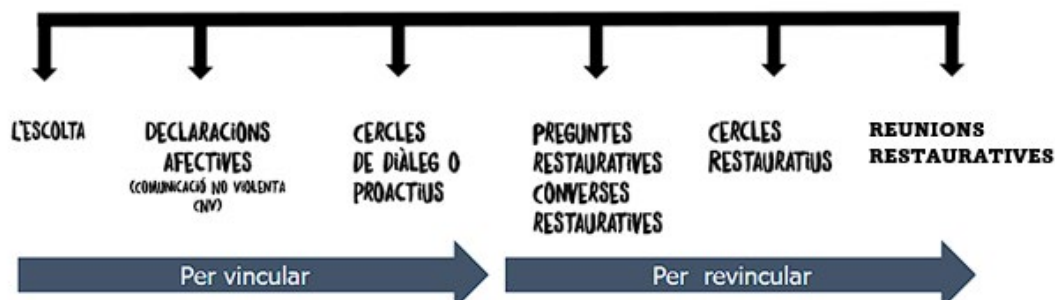 L'ESCOLTA
DECLARACIONS
AFECTIVES
(COMUNICACIÓ NO VIOLENTA
CNV)
CERCLES
DE DIÀLEG O
PROACTIUS
PREGUNTES
RESTAURATIVES
CONVERSES
RESTAURATIVES
CERCLES
RESTAURATIUS
REUNIONS
RESTAURATIVES
Per vincular
Per revincular